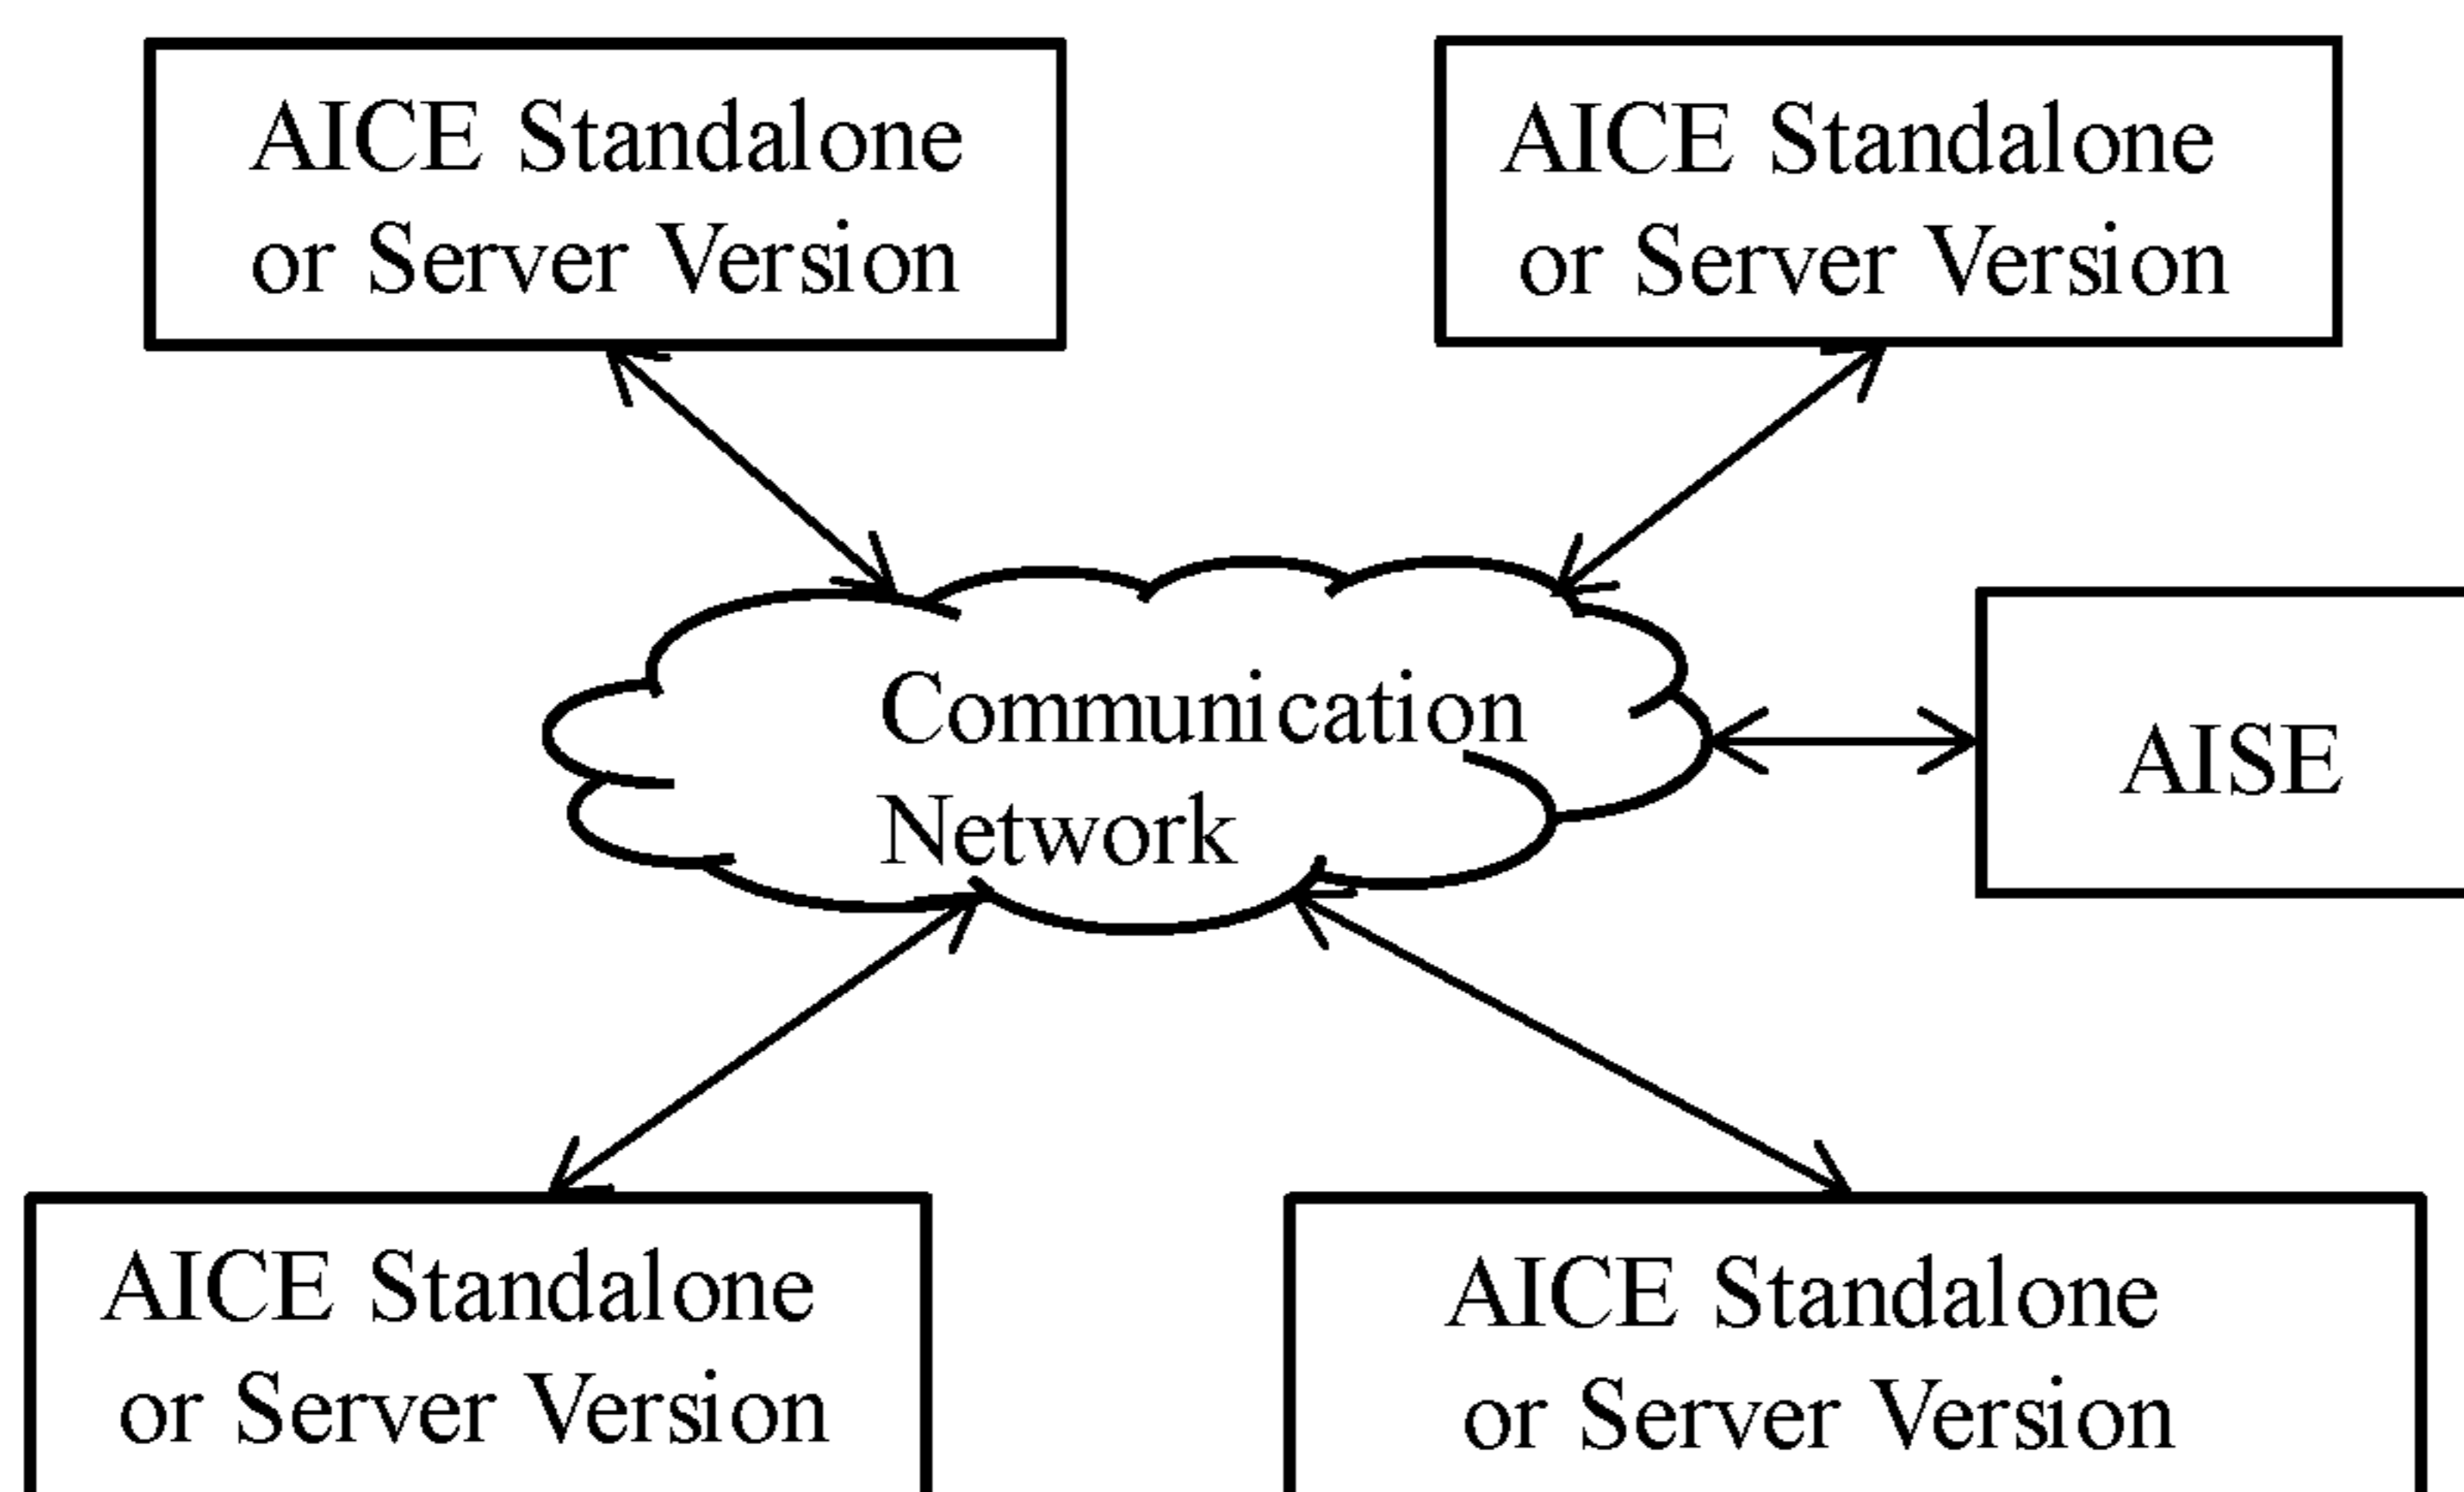 AICE Standalone
or Server Version
AICE Standalone
or Server Version
Communication
Network
AISE
AICE Standalone
or Server Version
AICE Standalone
or Server Version